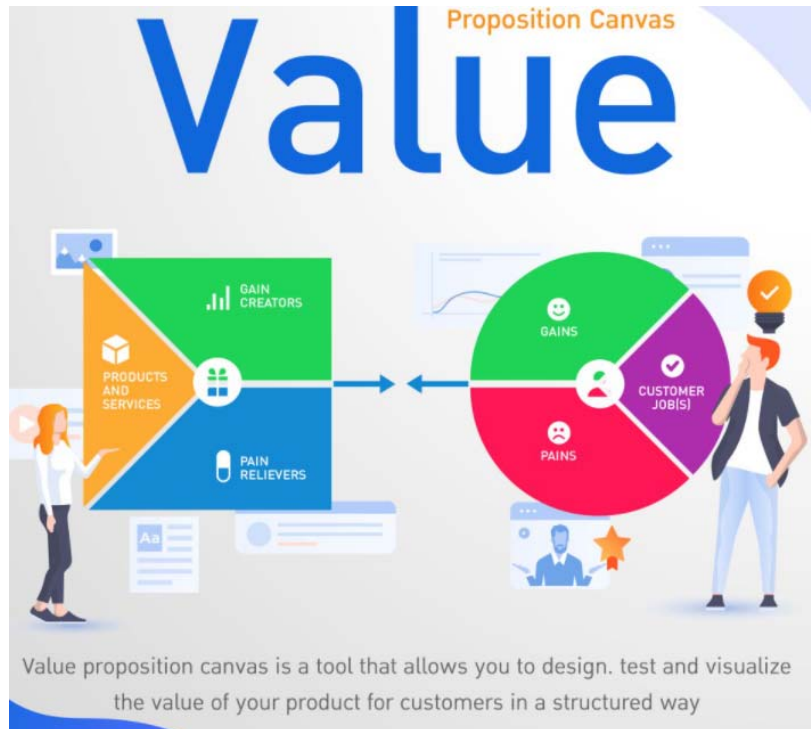 Proposition Canvas
Value
GAIN
CREATORS
PRODUCTS
AND
SERVICES
PAIN
RELIEVERS
GAINS
CUSTOMER
JOB(S)
PAINS
Aa
Value proposition canvas is a tool that allows you to design. test and visualize
the value of your product for customers in a structured way